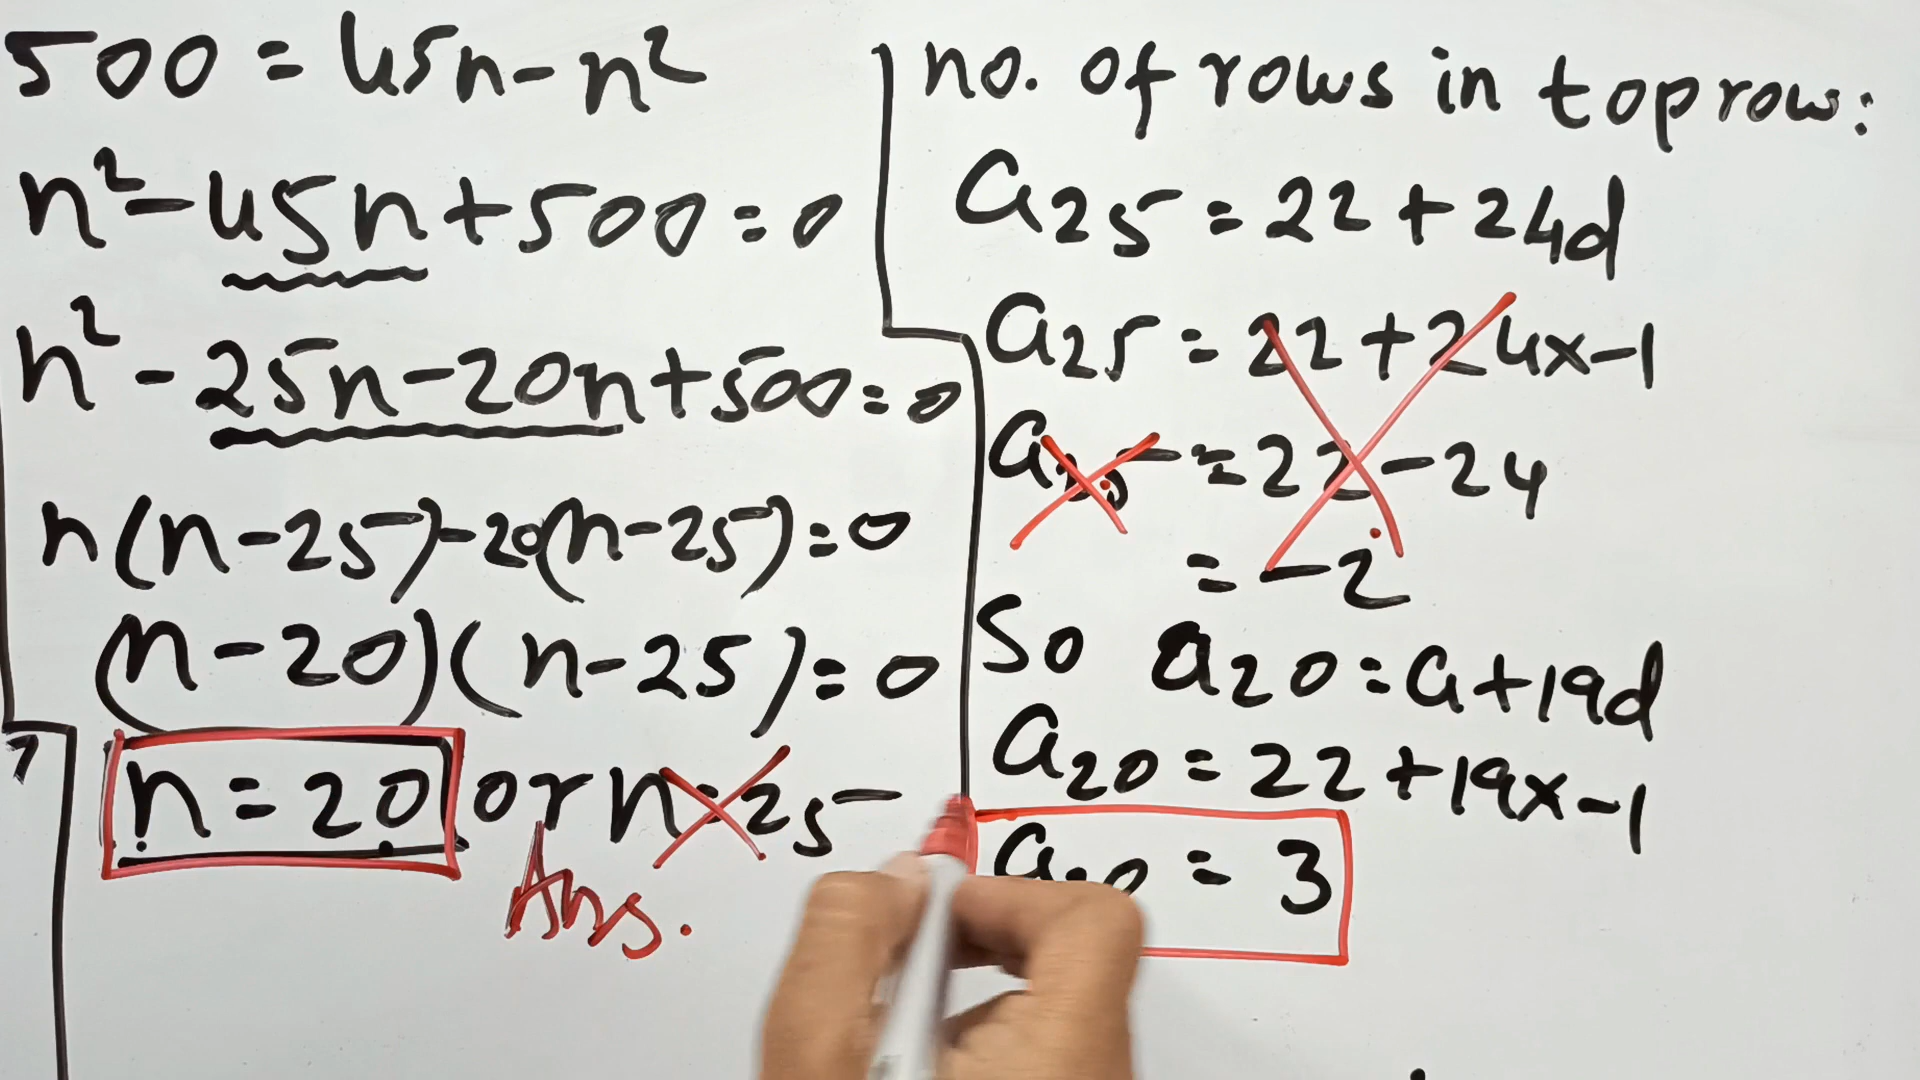 500 = 45n - n²
n² - 45n + 500 = 0
n² - 25n - 20n + 500 = 0
n(n - 25) - 20(n - 25) = 0
(n - 20)(n - 25) = 0
n = 20 or n = 25
Ans.
no. of rows in top row:
a₂₅ = 22 + 24d
a₂₅ = 22 + 24x-1
a₂₅ = 22 - 24
= -2
So a₂₀ = a + 19d
a₂₀ = 22 + 19x-1
a₂₀ = 3